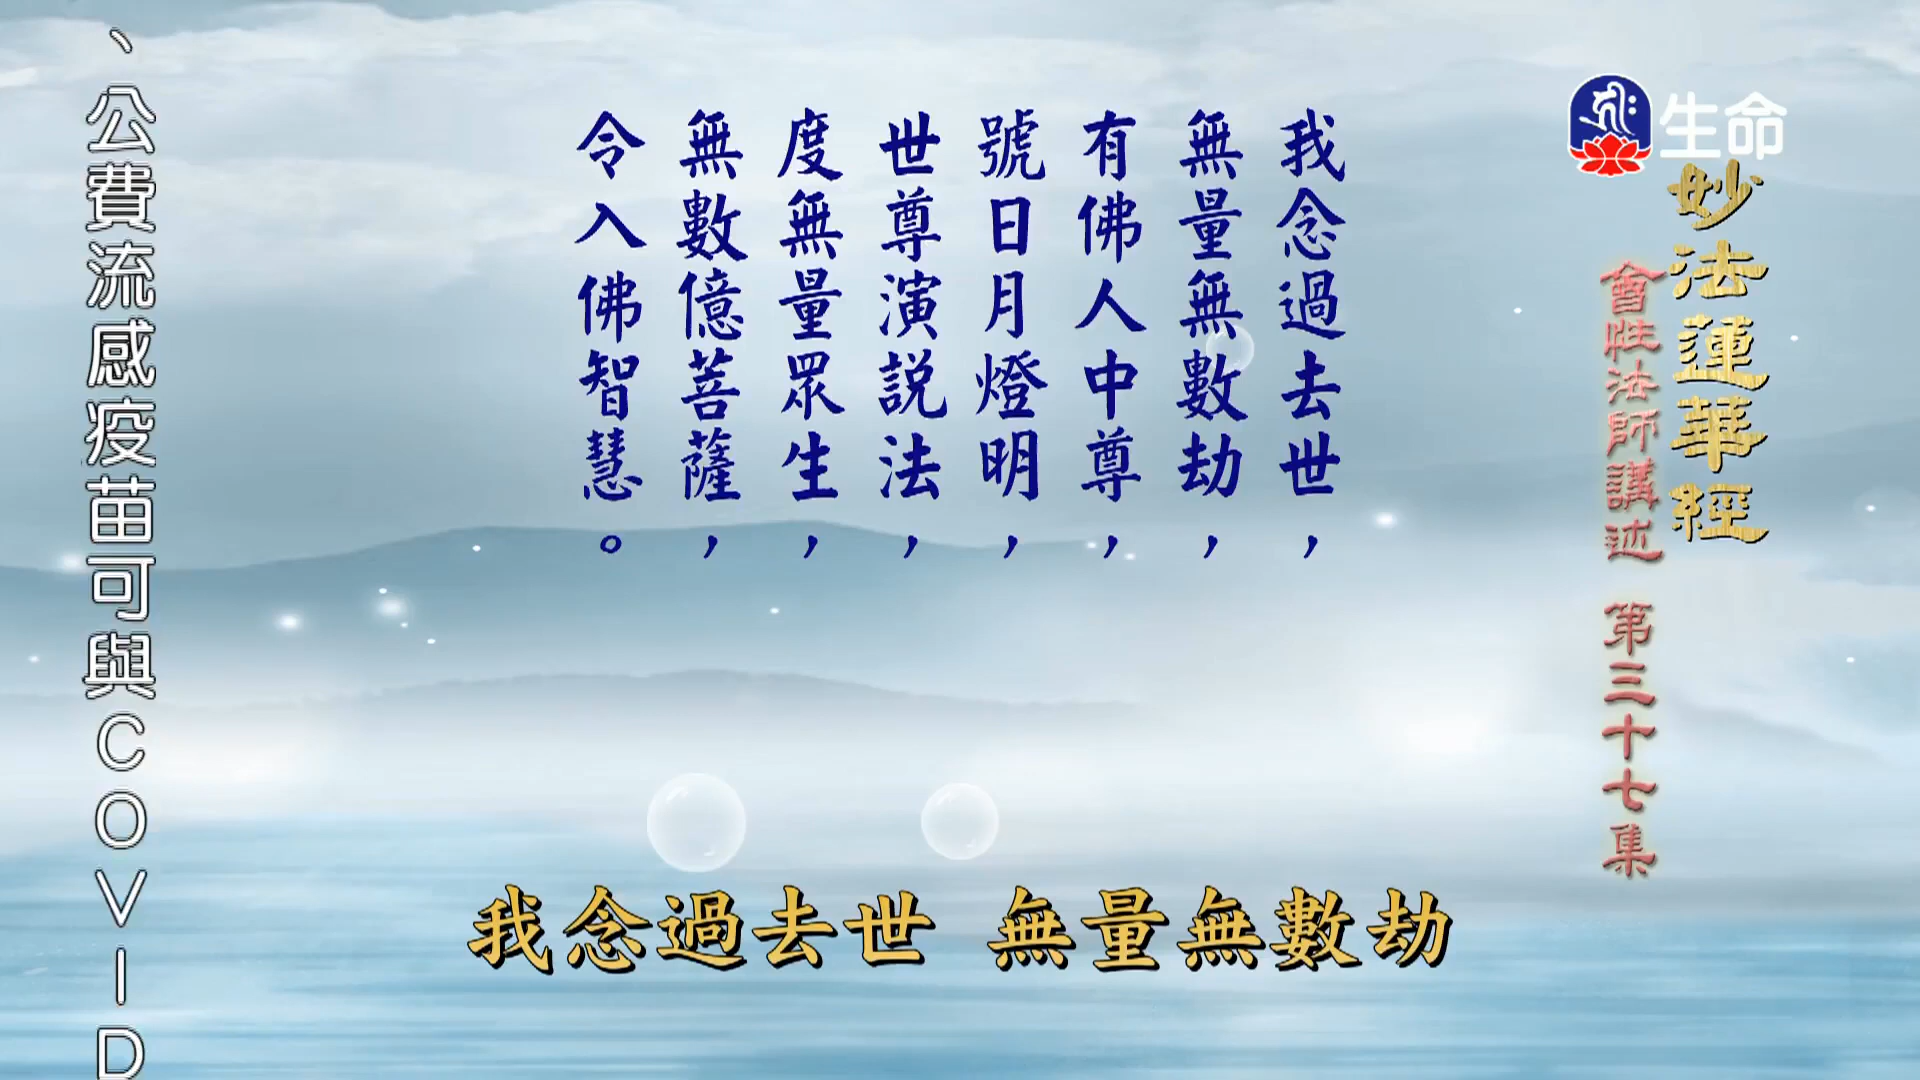 生命
妙法蓮華經
會性法師講述 第三十七集
我念過去世，
無量無數劫，
有佛人中尊，
號日月燈明，
世尊演説法，
度無量眾生，
無數億菩薩，
令入佛智慧。
、公費流感疫苗可與COVID
我念過去世 無量無數劫